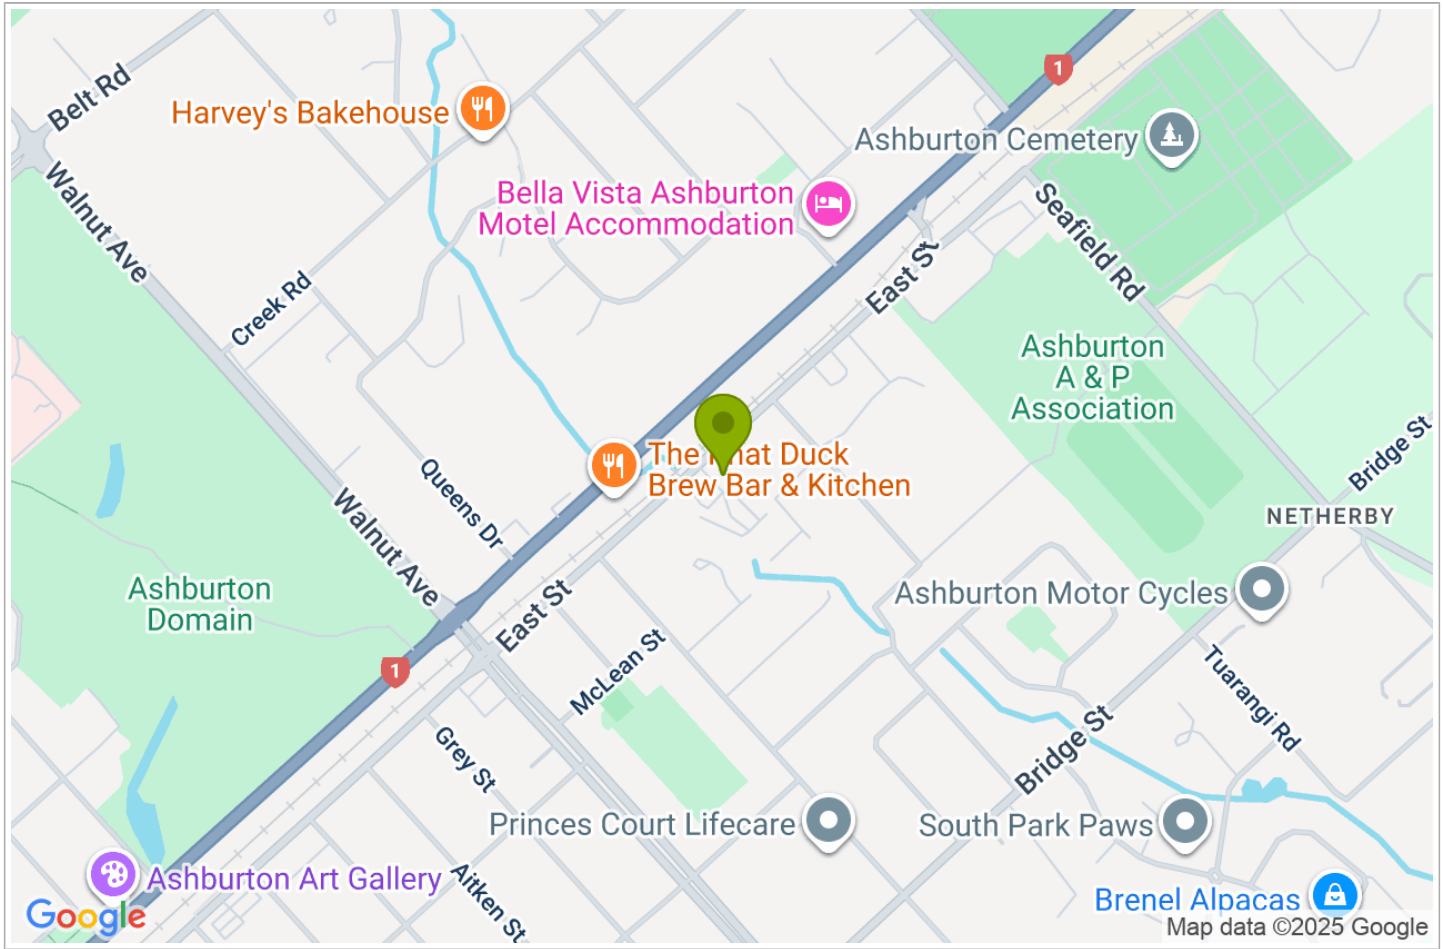 Belt Rd
Harvey's Bakehouse
1
Ashburton Cemetery
Walnut Ave
Bella Vista Ashburton
Motel Accommodation
Seafield Rd
East St
Creek Rd
Ashburton
A & P
Association
The
Duck
Brew Bar & Kitchen
Bridge St
Queens Dr
Walnut Ave
NETHERBY
Ashburton
Domain
East St
Ashburton Motor Cycles
McLean St
1
Tuarangi Rd
Grey St
Bridge St
Princes Court Lifecare
South Park Paws
Ashburton Art Gallery
Aitken St
Brenel Alpacas
Google
Map data ©2025 Google